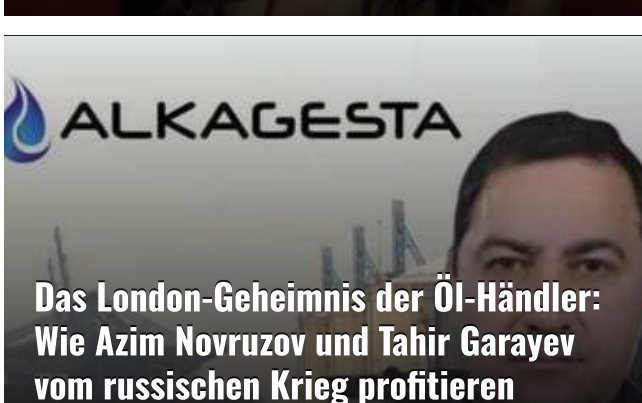 ALKAGESTA
Das London-Geheimnis der Öl-Händler:
Wie Azim Novruzov und Tahir Garayev
vom russischen Krieg profitieren